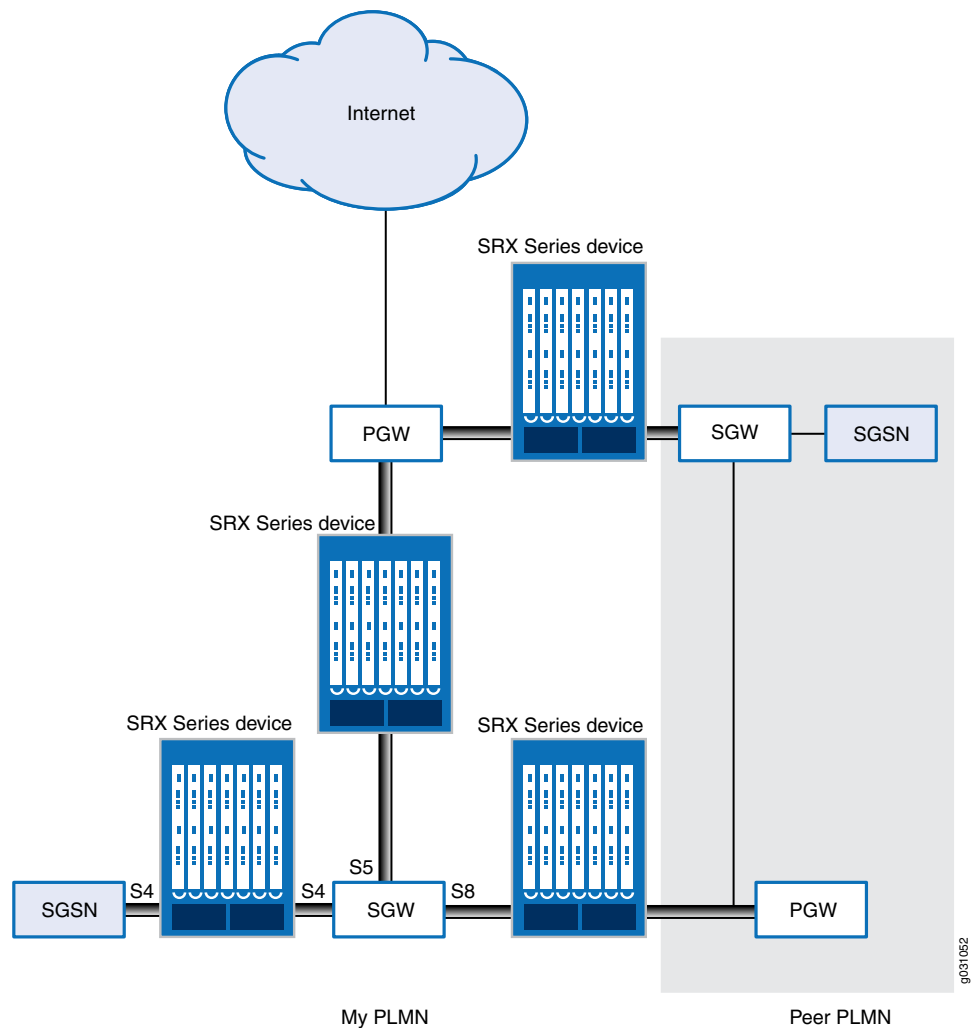 Internet
SRX Series device
PGW
SGW
SGSN
SRX Series device
SRX Series device
SRX Series device
S5
SGSN
S4
S4
SGW
S8
PGW
g031052
My PLMN
Peer PLMN